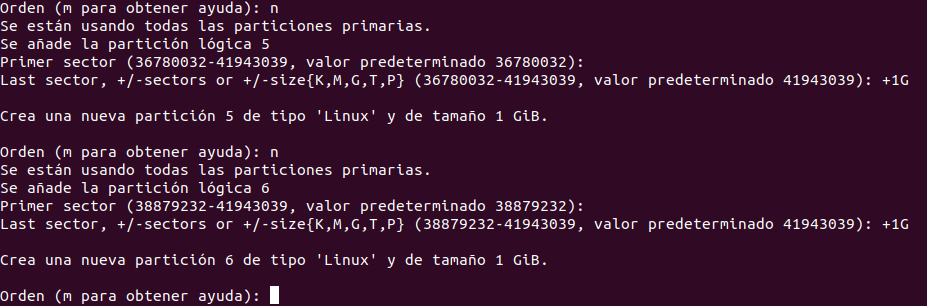 Orden (m para obtener ayuda): n
Se están usando todas las particiones primarias.
Se añade la partición lógica 5
Primer sector (36780032-41943039, valor predeterminado 36780032):
Last sector, +/-sectors or +/-size{K,M,G,T,P} (36780032-41943039, valor predeterminado 41943039): +1G
Crea una nueva partición 5 de tipo 'Linux' y de tamaño 1 GiB.
Orden (m para obtener ayuda): n
Se están usando todas las particiones primarias.
Se añade la partición lógica 6
Primer sector (38879232-41943039, valor predeterminado 38879232):
Last sector, +/-sectors or +/-size{K,M,G,T,P} (38879232-41943039, valor predeterminado 41943039): +1G
Crea una nueva partición 6 de tipo 'Linux' y de tamaño 1 GiB.
Orden (m para obtener ayuda):